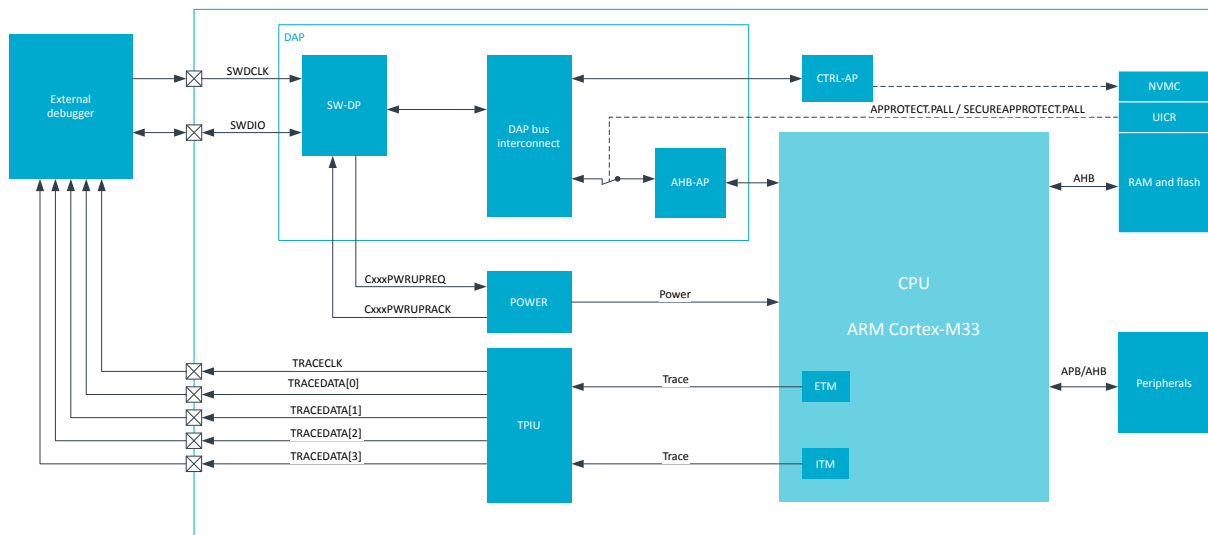 DAP
External
debugger
SWDCLK
SWDIO
SW-DP
DAP bus
interconnect
CTRL-AP
APPROTECT.PALL / SECUREAPPROTECT.PALL
AHB-AP
NVMC
UICR
RAM and flash
AHB
CxxxPWRUPREQ
CxxxPWRUPRACK
POWER
Power
CPU
ARM Cortex-M33
TRACECLK
TRACEDATA[0]
TRACEDATA[1]
TRACEDATA[2]
TRACEDATA[3]
TPIU
Trace
Trace
ETM
ITM
APB/AHB
Peripherals